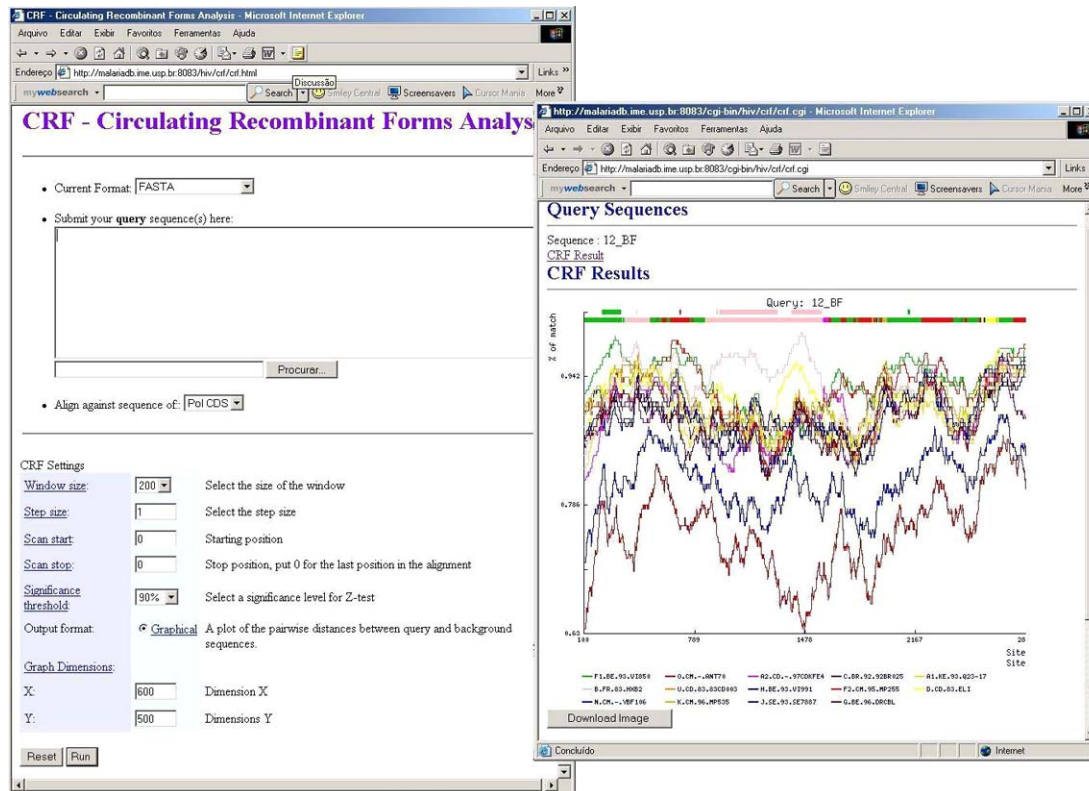 CRF - Circulating Recombinant Forms Analysis - Microsoft Internet Explorer
Arquivo Editar Exibir Favoritos Ferramentas Ajuda
Endereço http://malariadb.ime.usp.br:8083/hiv/crf/crf.html Links »
Discussão
mywebsearch Search Smiley Central Screensavers Cursor Mania More
CRF - Circulating Recombinant Forms Analys
Current Format: FASTA
Submit your query sequence(s) here:
Procurar...
Align against sequence of: Pol CDS
CRF Settings
Window size: 200 Select the size of the window
Step size: 1 Select the step size
Scan start: 0 Starting position
Scan stop: 0 Stop position, put 0 for the last position in the alignment
Significance threshold: 90% Select a significance level for Z-test
Output format: Graphical A plot of the pairwise distances between query and background
sequences.
Graph Dimensions:
X: 600 Dimension X
Y: 500 Dimensions Y
Reset Run
http://malariadb.ime.usp.br:8083/cgi-bin/hiv/crf/crf.cgi - Microsoft Internet Explorer
Arquivo Editar Exibir Favoritos Ferramentas Ajuda
Endereço http://malariadb.ime.usp.br:8083/cgi-bin/hiv/crf/crf.cgi Links
mywebsearch Search Smiley Central Screensavers Cursor Mania More
Query Sequences
Sequence : 12_BF
CRF Result
CRF Results
Query: 12_BF
% of match
0.942
0.786
0.63
100 789 1478 2167 28
Site
Site
F1.BE.93.VI850 O.CM.-.ANT70 A2.CD.-.97CDKFE4 C.BR.92.92BR025 A1.KE.93.Q23-17
B.FR.83.HXB2 U.CD.83.83CD003 H.BE.93.VI991 F2.CM.95.MP255 D.CD.83.ELI
N.CM.-.YBF106 K.CM.96.MP535 J.SE.93.SE7887 G.BE.96.DRCBL
Download Image
Concluído Internet